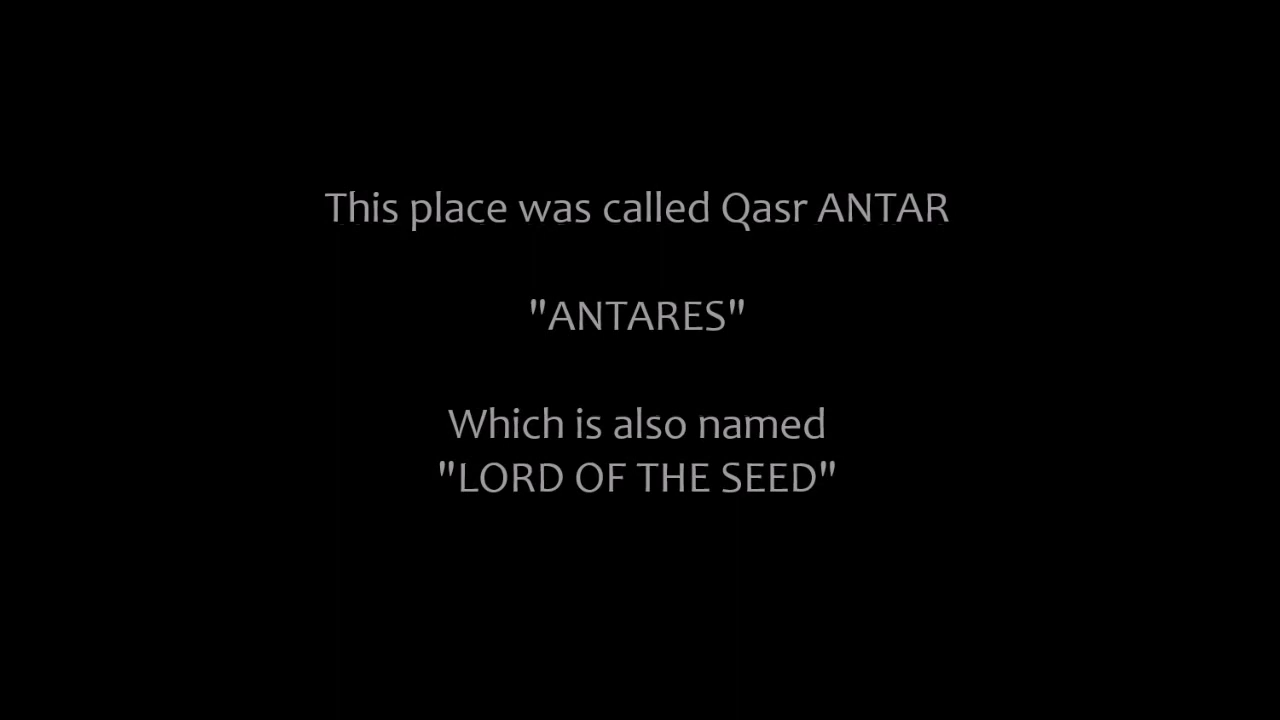 This place was called Qasr ANTAR
"ANTARES"
Which is also named
"LORD OF THE SEED"